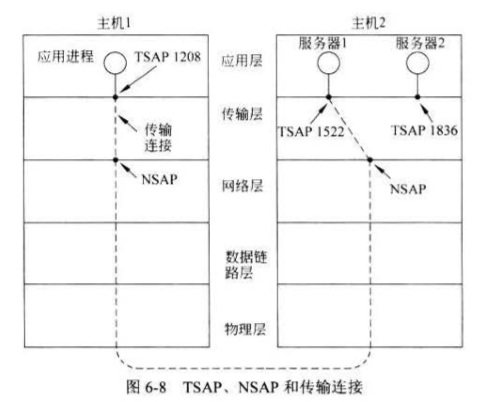 主机1
主机2
应用进程
TSAP 1208
应用层
服务器1
服务器2
传输
连接
传输层
TSAP 1522
TSAP 1836
NSAP
网络层
NSAP
数据链
路层
物理层
图 6-8 TSAP、NSAP 和传输连接